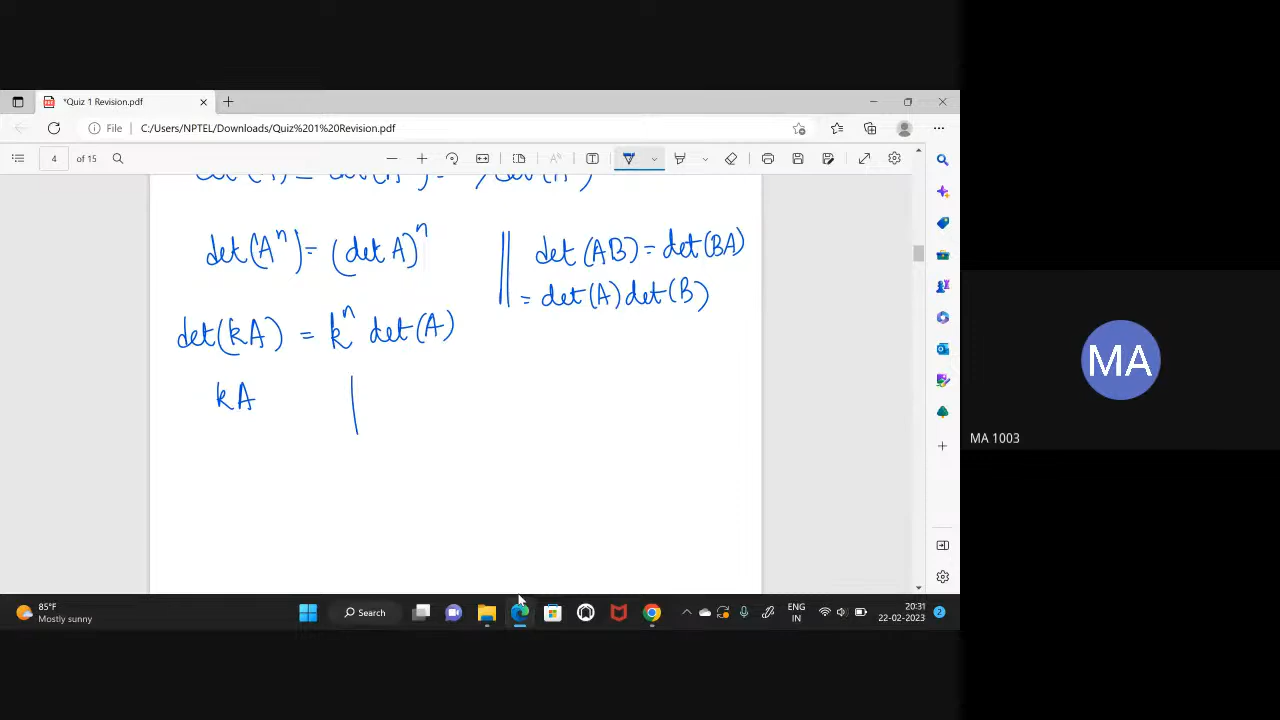 *Quiz 1 Revision.pdf
File C:/Users/NPTEL/Downloads/Quiz%201%20Revision.pdf
4 of 15
det(A^n) = (det A)^n
det(kA) = k^n det(A)
kA |
|| det(AB) = det(BA)
= det(A) det(B)
MA
MA 1003
85°F
Mostly sunny
Search
ENG
IN
20:31
22-02-2023
2